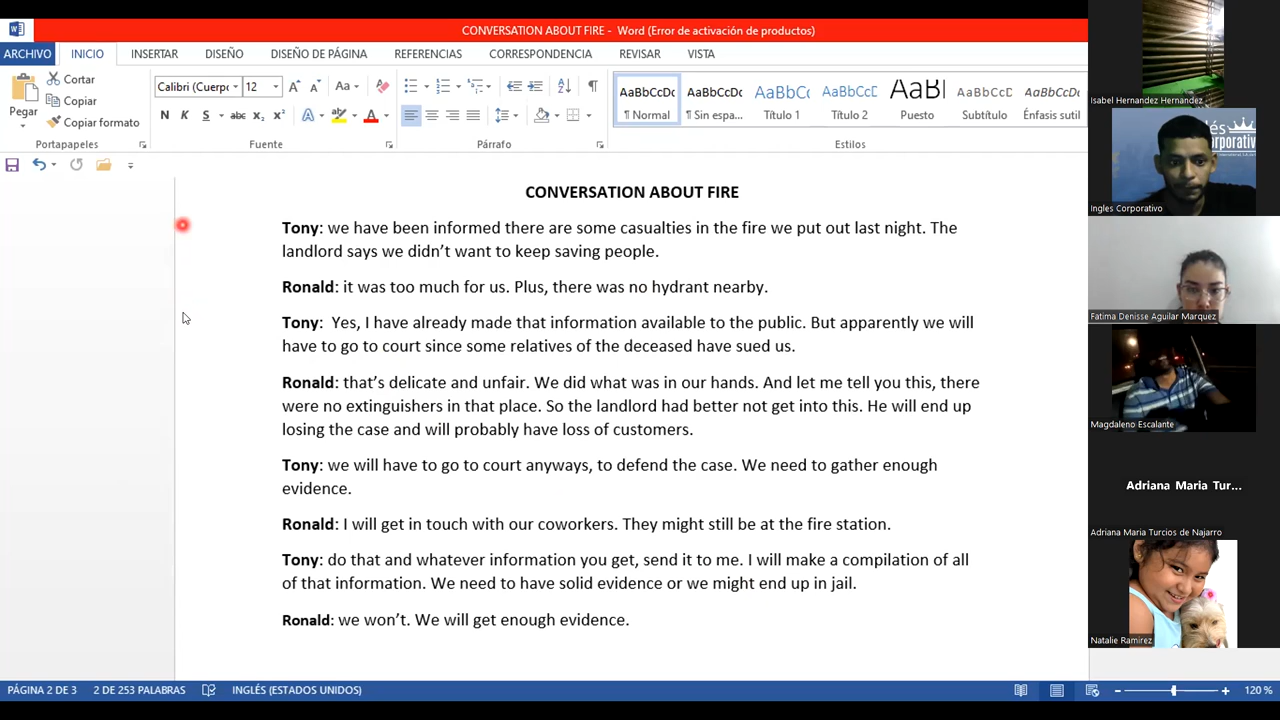 CONVERSATION ABOUT FIRE - Word (Error de activación de productos)
ARCHIVO INICIO INSERTAR DISEÑO DISEÑO DE PÁGINA REFERENCIAS CORRESPONDENCIA REVISAR VISTA
Pegar
Cortar
Copiar
Copiar formato
Portapapeles
Calibri (Cuerpo 12
N K S abc x₂ x²
Fuente
Párrafo
AaBbCcDc AaBbCcDc AaBbCc AaBbCcD AaBl AaBbCcD AaBbCcDc
¶ Normal ¶ Sin espa... Título 1 Título 2 Puesto Subtítulo Énfasis sutil
Estilos
CONVERSATION ABOUT FIRE
Tony: we have been informed there are some casualties in the fire we put out last night. The
landlord says we didn’t want to keep saving people.
Ronald: it was too much for us. Plus, there was no hydrant nearby.
Tony: Yes, I have already made that information available to the public. But apparently we will
have to go to court since some relatives of the deceased have sued us.
Ronald: that’s delicate and unfair. We did what was in our hands. And let me tell you this, there
were no extinguishers in that place. So the landlord had better not get into this. He will end up
losing the case and will probably have loss of customers.
Tony: we will have to go to court anyways, to defend the case. We need to gather enough
evidence.
Ronald: I will get in touch with our coworkers. They might still be at the fire station.
Tony: do that and whatever information you get, send it to me. I will make a compilation of all
of that information. We need to have solid evidence or we might end up in jail.
Ronald: we won’t. We will get enough evidence.
PÁGINA 2 DE 3 2 DE 253 PALABRAS INGLÉS (ESTADOS UNIDOS) 120 %
Isabel Hernandez Hernandez
Ingles Corporativo
Fatima Denisse Aguilar Marquez
Magdaleno Escalante
Adriana Maria Tur...
Adriana Maria Turcios de Najarro
Natalie Ramirez